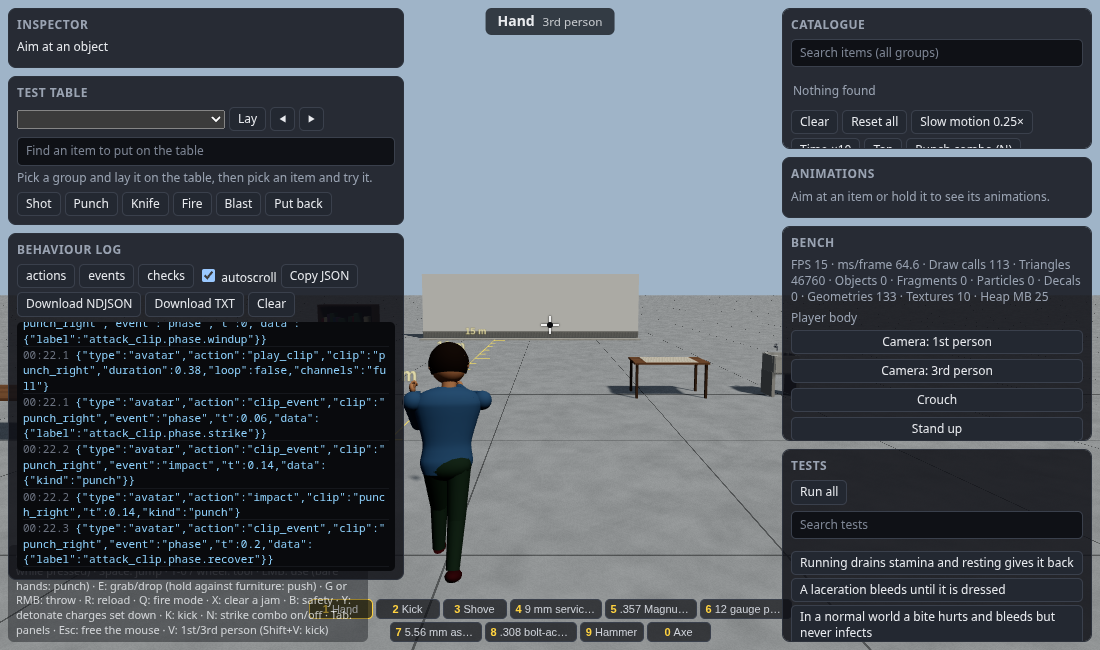 INSPECTOR
Aim at an object
TEST TABLE
Lay ◄ ►
Find an item to put on the table
Pick a group and lay it on the table, then pick an item and try it.
Shot Punch Knife Fire Blast Put back
BEHAVIOUR LOG
actions events checks autoscroll Copy JSON
Download NDJSON Download TXT Clear
punch_right","event":"phase","t":0,"data":
{"label":"attack_clip.phase.windup"}}
00:22.1 {"type":"avatar","action":"play_clip","clip":"p
unch_right","duration":0.38,"loop":false,"channels":"fu
ll"}
00:22.1 {"type":"avatar","action":"clip_event","clip":"
punch_right","event":"phase","t":0.06,"data":
{"label":"attack_clip.phase.strike"}}
00:22.2 {"type":"avatar","action":"clip_event","clip":"
punch_right","event":"impact","t":0.14,"data":
{"kind":"punch"}}
00:22.2 {"type":"avatar","action":"impact","clip":"punc
h_right","t":0.14,"kind":"punch"}
00:22.3 {"type":"avatar","action":"clip_event","clip":"
punch_right","event":"phase","t":0.2,"data":
{"label":"attack_clip.phase.recover"}}
hands: punch) · E: grab/drop (hold against furniture: push) · G or
RMB: throw · R: reload · Q: fire mode · X: clear a jam · B: safety · Y:
detonate charges set down · K: kick · N: strike combo on/off · Tab:
panels · Esc: free the mouse · V: 1st/3rd person (Shift+V: kick)
Hand 3rd person
15 m
m
1 Hand 2 Kick 3 Shove 4 9 mm servic… 5 .357 Magnu… 6 12 gauge p…
7 5.56 mm as… 8 .308 bolt-ac… 9 Hammer 0 Axe
CATALOGUE
Search items (all groups)
Nothing found
Clear Reset all Slow motion 0.25×
Time ×10 Top Punch combo (N)
ANIMATIONS
Aim at an item or hold it to see its animations.
BENCH
FPS 15 · ms/frame 64.6 · Draw calls 113 · Triangles
46760 · Objects 0 · Fragments 0 · Particles 0 · Decals
0 · Geometries 133 · Textures 10 · Heap MB 25
Player body
Camera: 1st person
Camera: 3rd person
Crouch
Stand up
TESTS
Run all
Search tests
Running drains stamina and resting gives it back
A laceration bleeds until it is dressed
In a normal world a bite hurts and bleeds but
never infects